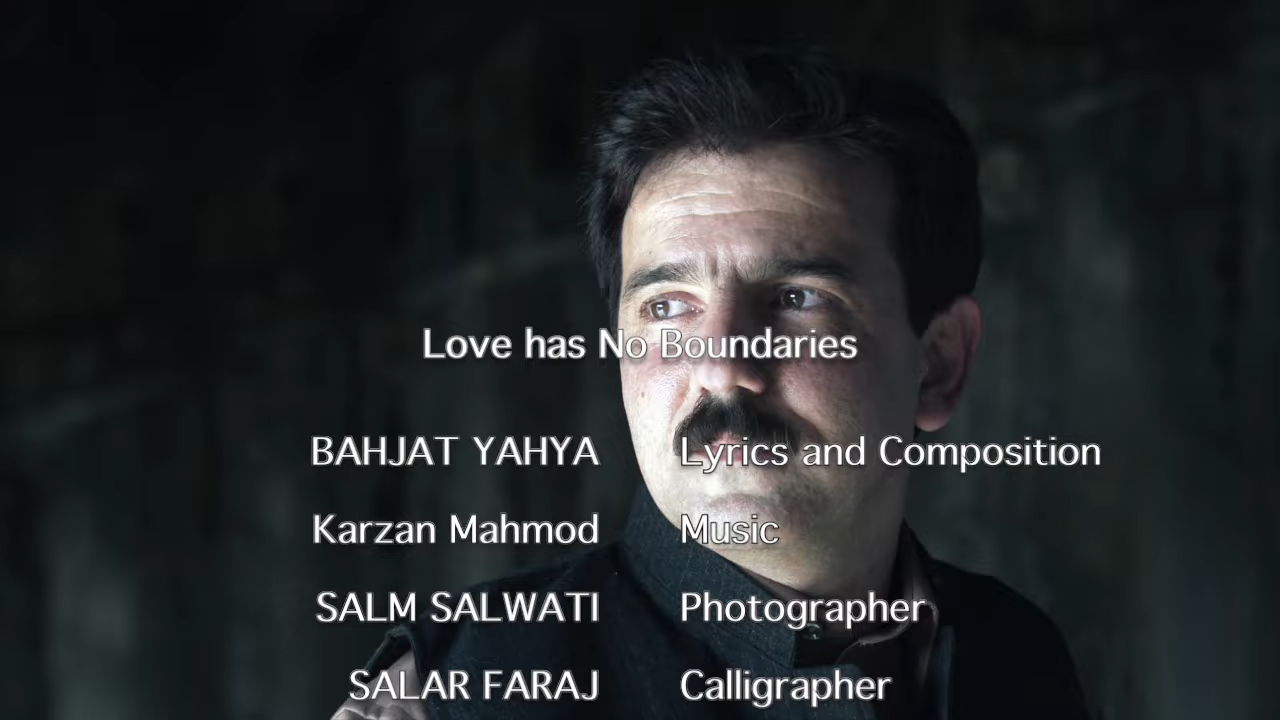 Love has No Boundaries
BAHJAT YAHYA Lyrics and Composition
Karzan Mahmod Music
SALM SALWATI Photographer
SALAR FARAJ Calligrapher